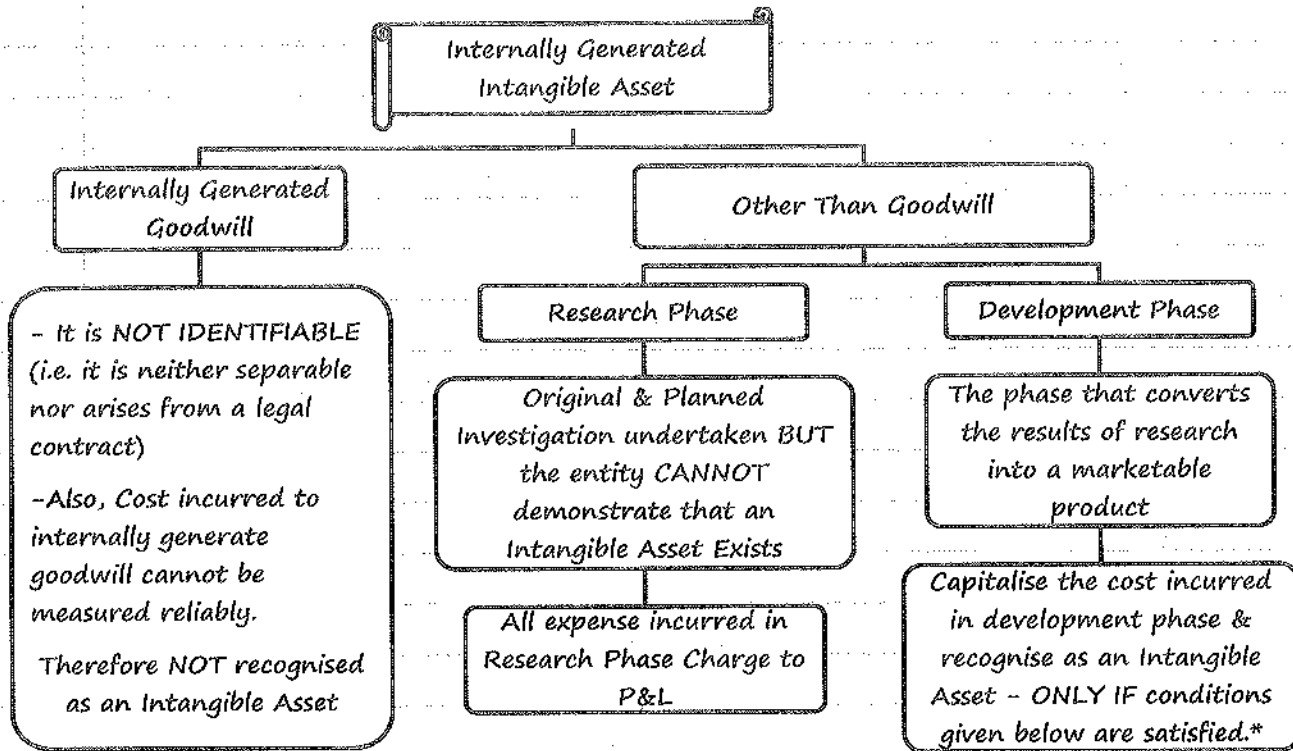 Internally Generated
Intangible Asset
Internally Generated
Goodwill
Other Than Goodwill
- It is NOT IDENTIFIABLE
(i.e. it is neither separable
nor arises from a legal
contract)
-Also, Cost incurred to
internally generate
goodwill cannot be
measured reliably.
Therefore NOT recognised
as an Intangible Asset
Research Phase
Original & Planned
Investigation undertaken BUT
the entity CANNOT
demonstrate that an
Intangible Asset Exists
All expense incurred in
Research Phase Charge to
P&L
Development Phase
The phase that converts
the results of research
into a marketable
product
Capitalise the cost incurred
in development phase &
recognise as an Intangible
Asset - ONLY IF conditions
given below are satisfied.*